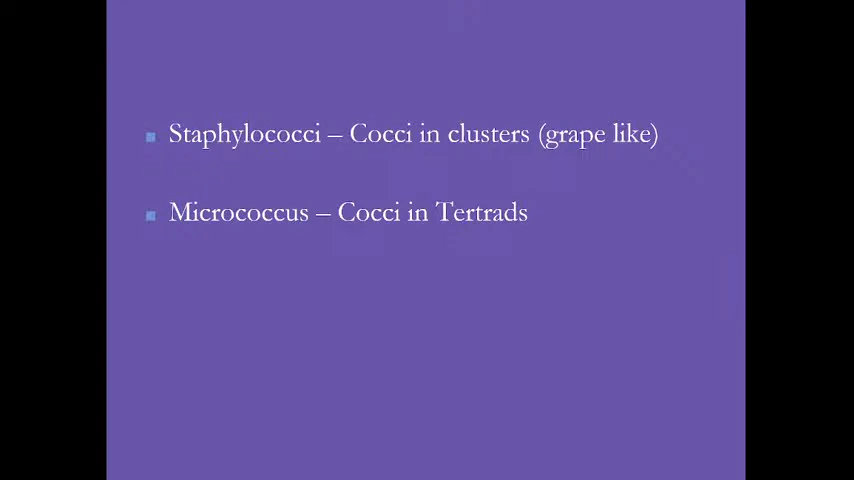 Staphylococci – Cocci in clusters (grape like)
Micrococcus – Cocci in Tertrads